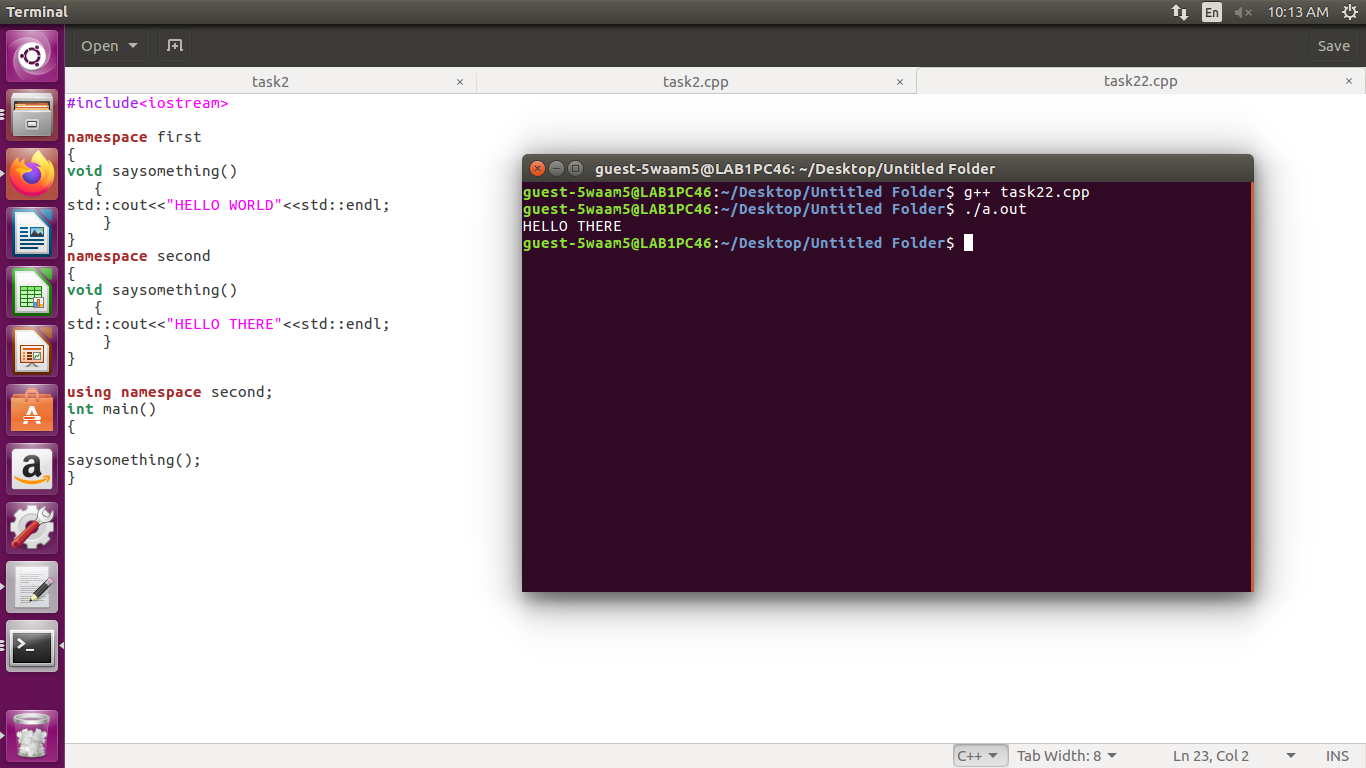 Terminal
En
10:13 AM
Open
Save
task2
task2.cpp
task22.cpp
#include<iostream>
namespace first
{
void saysomething()
{
std::cout<<"HELLO WORLD"<<std::endl;
}
}
namespace second
{
void saysomething()
{
std::cout<<"HELLO THERE"<<std::endl;
}
}
using namespace second;
int main()
{
saysomething();
}
guest-5waam5@LAB1PC46: ~/Desktop/Untitled Folder
guest-5waam5@LAB1PC46:~/Desktop/Untitled Folder$ g++ task22.cpp
guest-5waam5@LAB1PC46:~/Desktop/Untitled Folder$ ./a.out
HELLO THERE
guest-5waam5@LAB1PC46:~/Desktop/Untitled Folder$
C++
Tab Width: 8
Ln 23, Col 2
INS